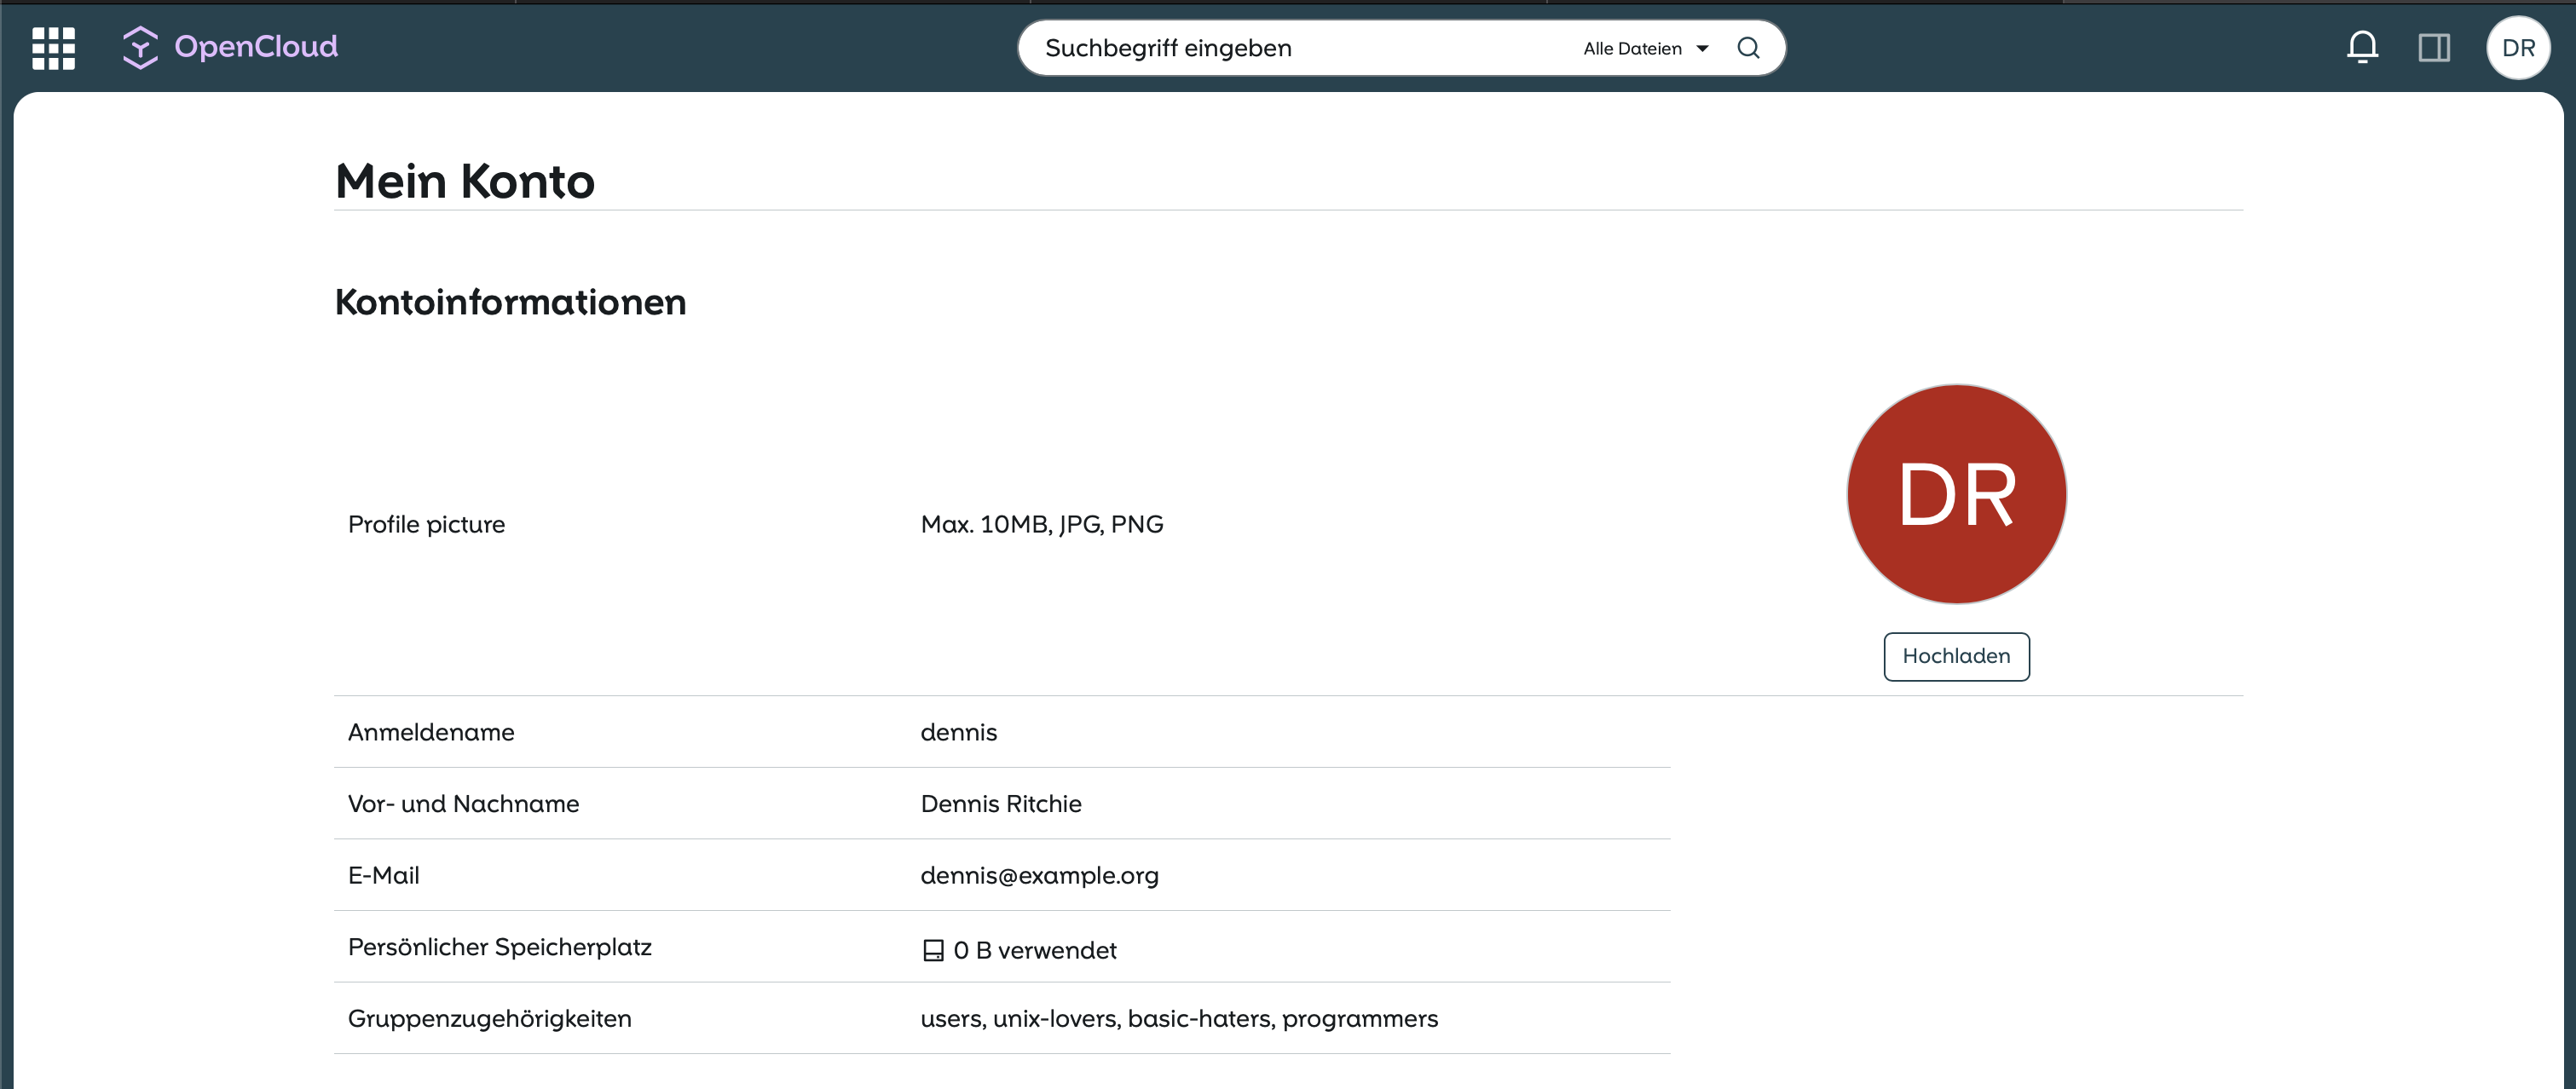 OpenCloud
Suchbegriff eingeben Alle Dateien
DR
Mein Konto
Kontoinformationen
DR
Profile picture Max. 10MB, JPG, PNG
Hochladen
Anmeldename dennis
Vor- und Nachname Dennis Ritchie
E-Mail dennis@example.org
Persönlicher Speicherplatz 0 B verwendet
Gruppenzugehörigkeiten users, unix-lovers, basic-haters, programmers